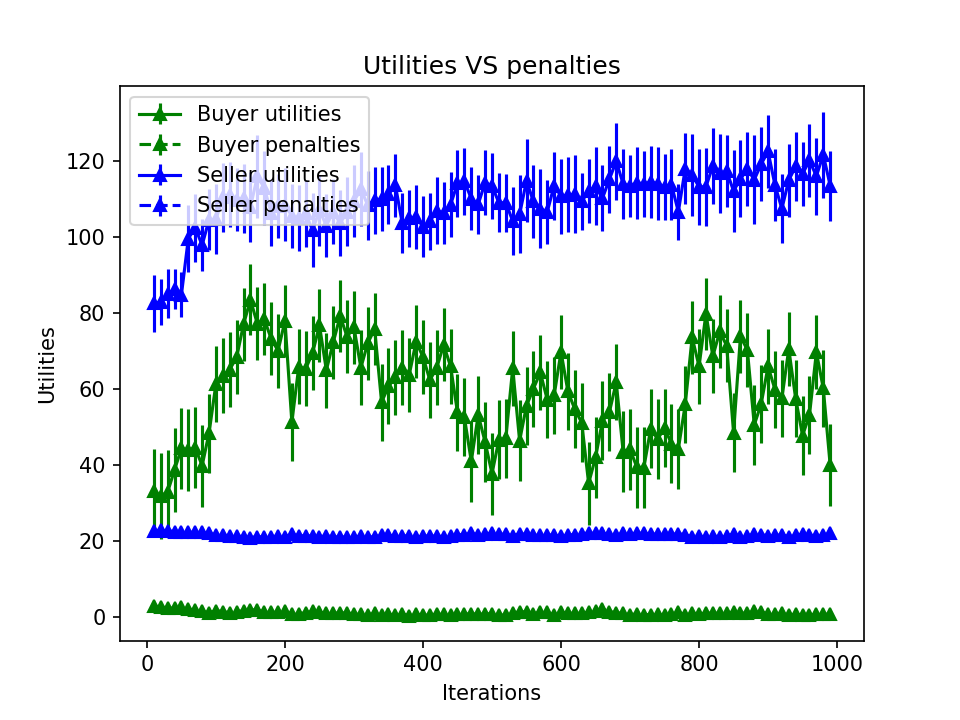 Utilities VS penalties
Buyer utilities
Buyer penalties
Seller utilities
Seller penalties
120
100
80
60
40
20
0
Utilities
0 200 400 600 800 1000
Iterations